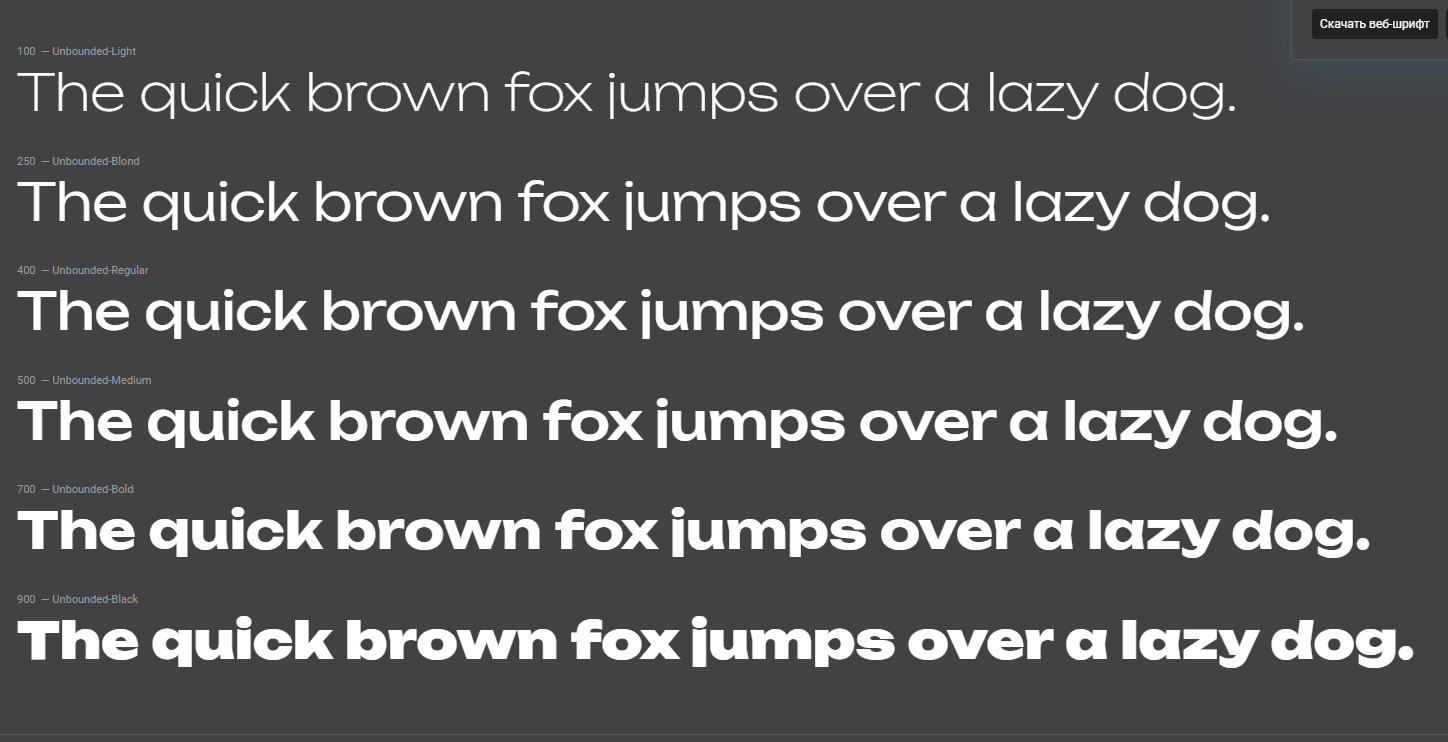 Скачать веб-шрифт
100 — Unbounded-Light
The quick brown fox jumps over a lazy dog.
250 — Unbounded-Blond
The quick brown fox jumps over a lazy dog.
400 — Unbounded-Regular
The quick brown fox jumps over a lazy dog.
500 — Unbounded-Medium
The quick brown fox jumps over a lazy dog.
700 — Unbounded-Bold
The quick brown fox jumps over a lazy dog.
900 — Unbounded-Black
The quick brown fox jumps over a lazy dog.